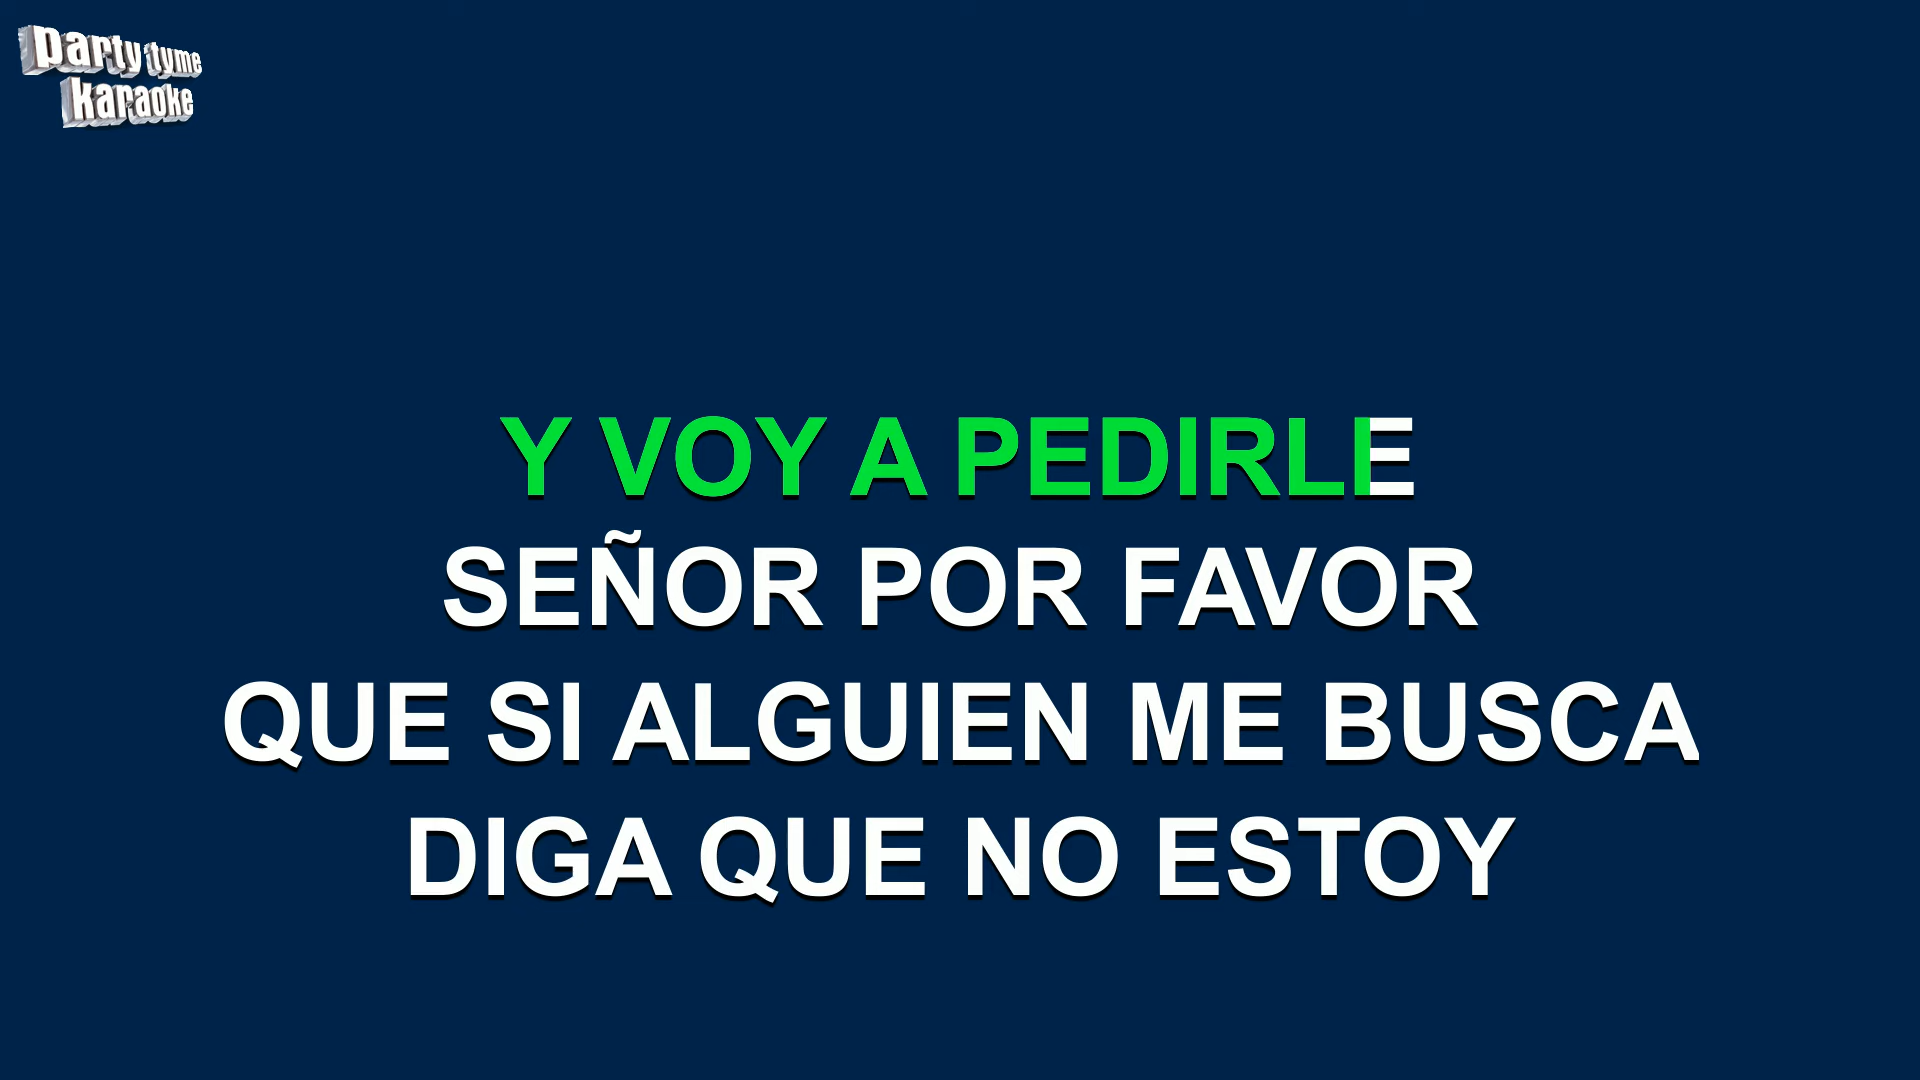 party tyme
karaoke
Y VOY A PEDIRLE
SEÑOR POR FAVOR
QUE SI ALGUIEN ME BUSCA
DIGA QUE NO ESTOY